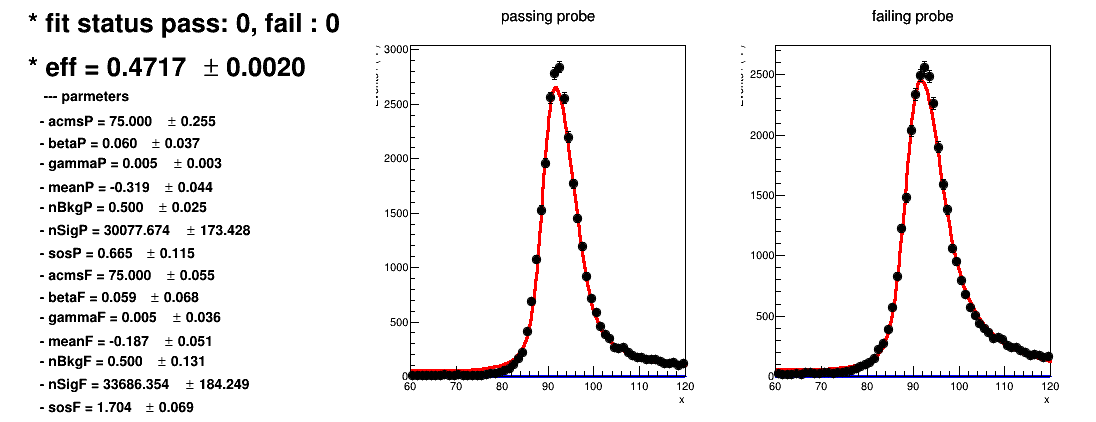 * fit status pass: 0, fail : 0
* eff = 0.4717 ± 0.0020
--- parmeters
- acmsP = 75.000 ± 0.255
- betaP = 0.060 ± 0.037
- gammaP = 0.005 ± 0.003
- meanP = -0.319 ± 0.044
- nBkgP = 0.500 ± 0.025
- nSigP = 30077.674 ± 173.428
- sosP = 0.665 ± 0.115
- acmsF = 75.000 ± 0.055
- betaF = 0.059 ± 0.068
- gammaF = 0.005 ± 0.036
- meanF = -0.187 ± 0.051
- nBkgF = 0.500 ± 0.131
- nSigF = 33686.354 ± 184.249
- sosF = 1.704 ± 0.069
passing probe
3000
2500
2000
1500
1000
500
0
60 70 80 90 100 110 120
x
failing probe
2500
2000
1500
1000
500
0
60 70 80 90 100 110 120
x